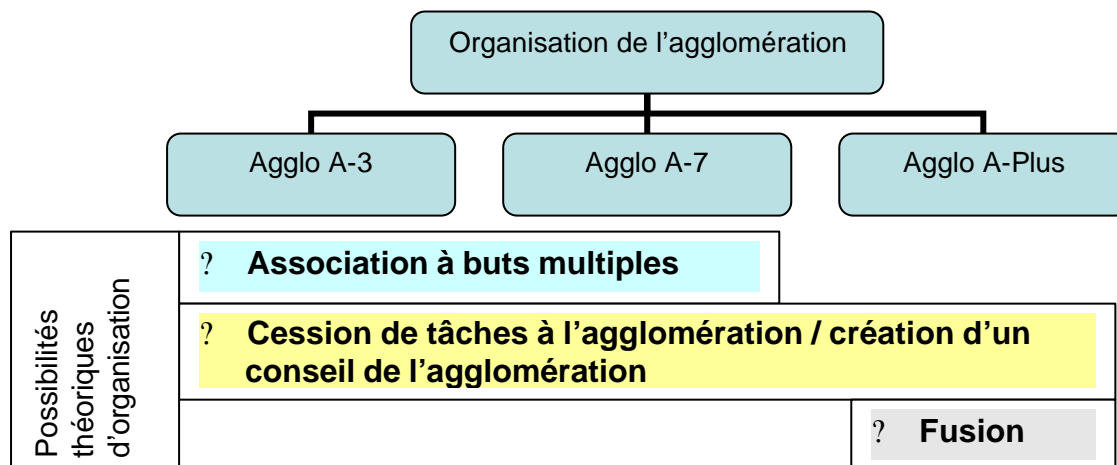 Organisation de l’agglomération
Agglo A-3
Agglo A-7
Agglo A-Plus
Possibilités
théoriques
d’organisation
? Association à buts multiples
? Cession de tâches à l’agglomération / création d’un
conseil de l’agglomération
? Fusion